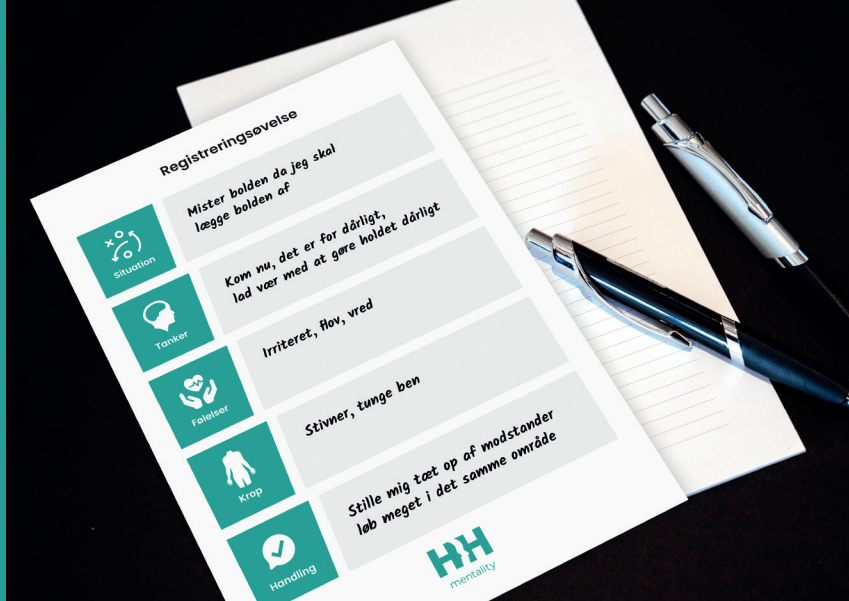 Registreringsøvelse
Situation
Mister bolden da jeg skal
lægge bolden af
Tanker
Kom nu, det er for dårligt,
lad vær med at gøre holdet dårligt
Følelser
Irriteret, flov, vred
Krop
Stivner, tunge ben
Handling
Stille mig tæt op af modstander
løb meget i det samme område
HH
mentality